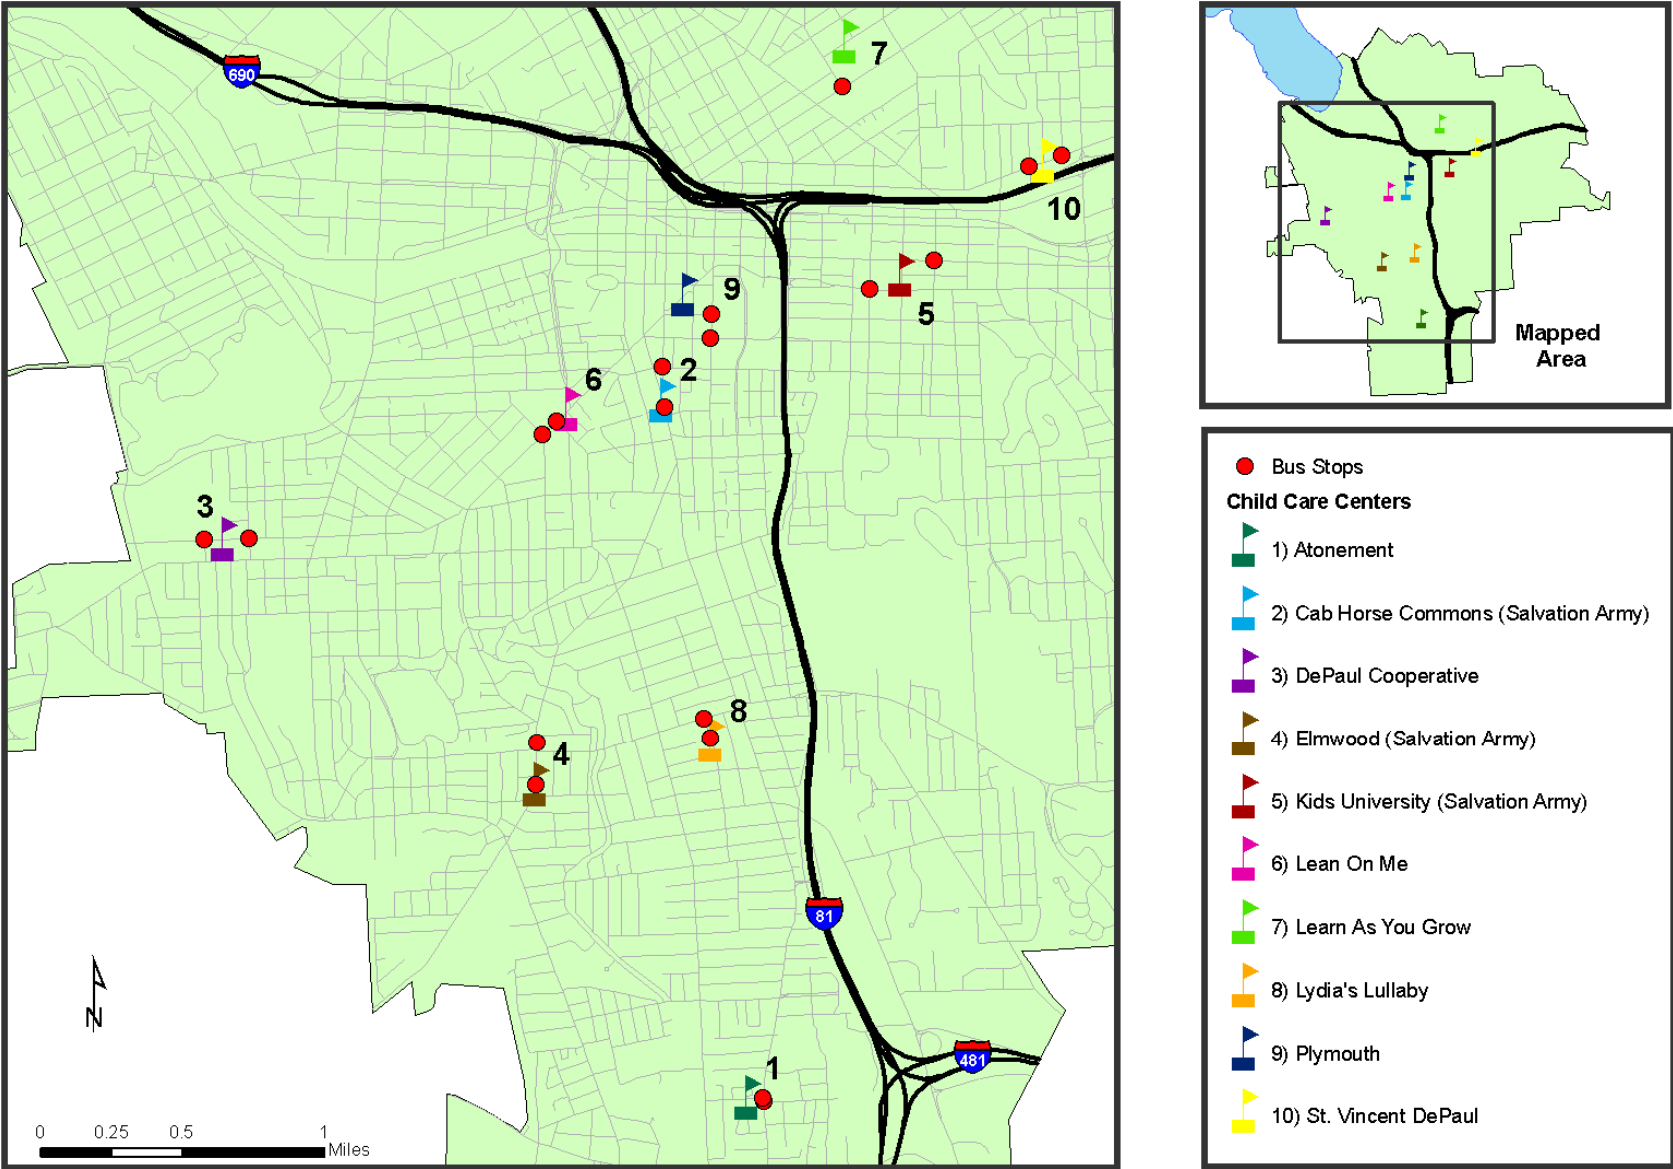 690
7
10
9
5
2
6
3
8
4
81
N
481
1
0 0.25 0.5 1
Miles
Mapped
Area
Bus Stops
Child Care Centers
1) Atonement
2) Cab Horse Commons (Salvation Army)
3) DePaul Cooperative
4) Elmwood (Salvation Army)
5) Kids University (Salvation Army)
6) Lean On Me
7) Learn As You Grow
8) Lydia's Lullaby
9) Plymouth
10) St. Vincent DePaul